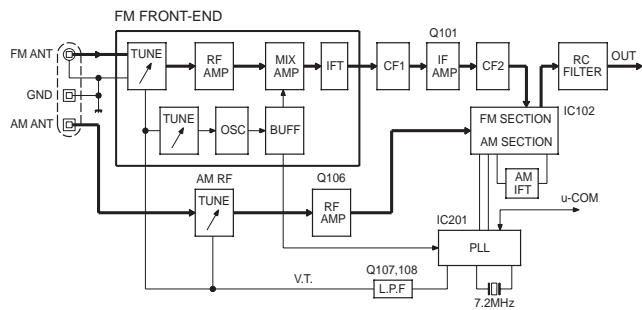 FM FRONT-END
FM ANT
GND
AM ANT
TUNE
RF
AMP
MIX
AMP
IFT
CF1
Q101
IF
AMP
CF2
RC
FILTER
OUT
TUNE
OSC
BUFF
IC102
FM SECTION
AM SECTION
AM
IFT
AM RF
TUNE
Q106
RF
AMP
u-COM
IC201
PLL
V.T.
Q107,108
L.P.F
7.2MHz